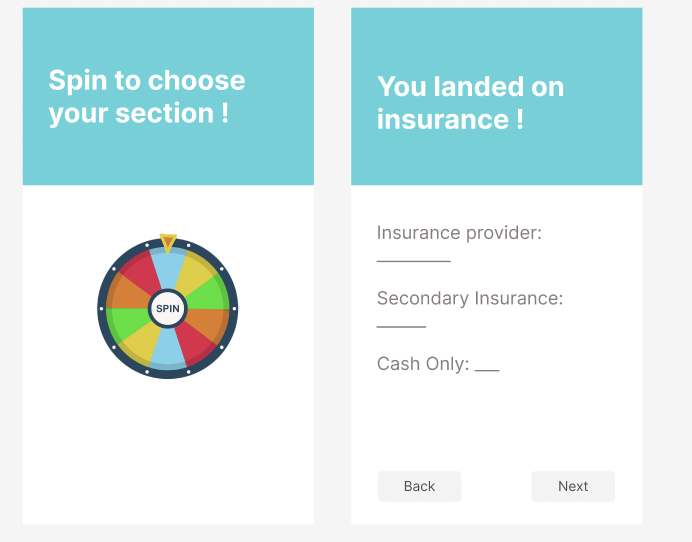 Spin to choose
your section !
SPIN
You landed on
insurance !
Insurance provider:
________
Secondary Insurance:
_____
Cash Only: ___
Back
Next